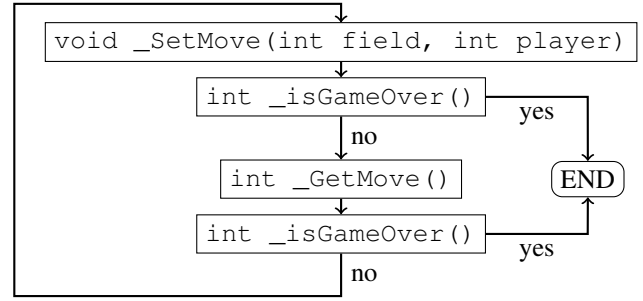 void _SetMove(int field, int player)
int _isGameOver()
yes
no
int _GetMove()
END
int _isGameOver()
yes
no